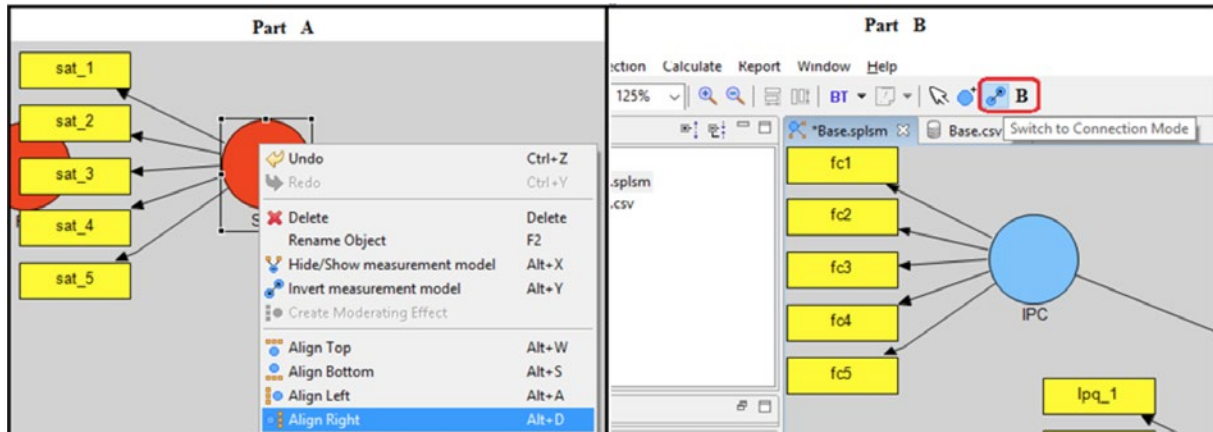 Part A
sat_1
sat_2
sat_3
sat_4
sat_5
Undo Ctrl+Z
Redo Ctrl+Y
Delete Delete
Rename Object F2
Hide/Show measurement model Alt+X
Invert measurement model Alt+Y
Create Moderating Effect
Align Top Alt+W
Align Bottom Alt+S
Align Left Alt+A
Align Right Alt+D
Part B
Calculate Report Window Help
125% BT B
*Base.splsm Base.csv Switch to Connection Mode
.splsm
.csv
fc1
fc2
fc3
fc4
fc5
IPC
lpq_1